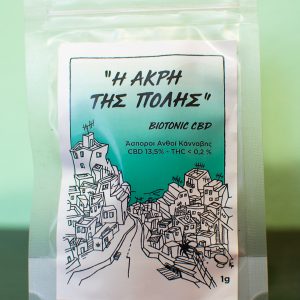 "Η ΑΚΡΗ
ΤΗΣ ΠΟΛΗΣ"
BIOTONIC CBD
Άσποροι Ανθοί Κάνναβης
CBD 13,5% - THC < 0,2 %
1g